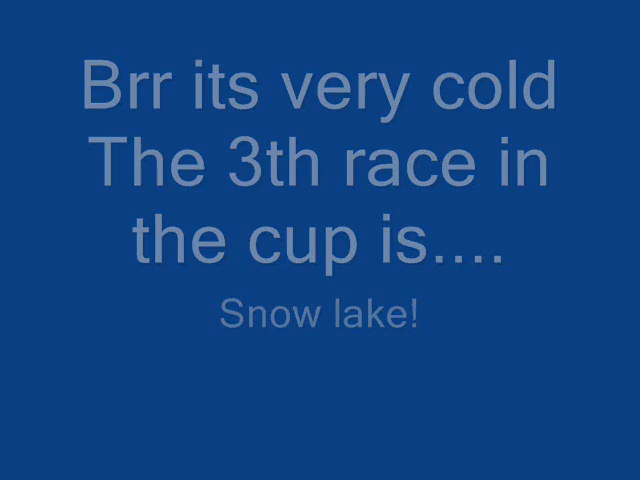 Brr its very cold
The 3th race in
the cup is....
Snow lake!